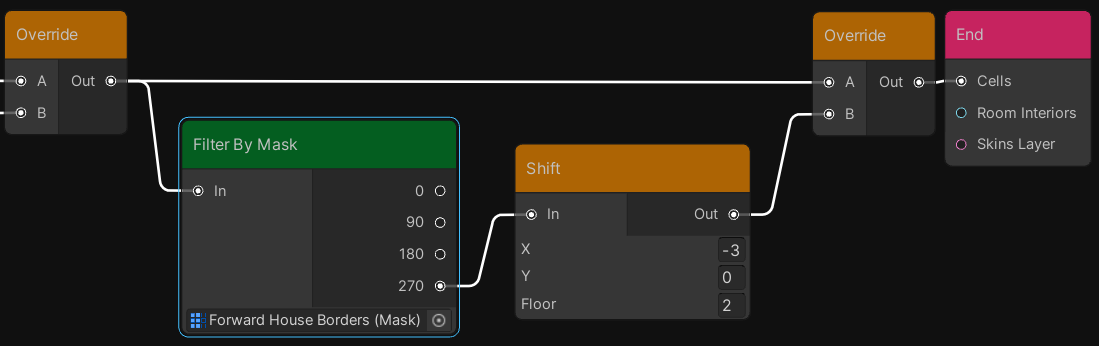 Override
A Out
B
Filter By Mask
In 0
90
180
270
Forward House Borders (Mask)
Shift
In Out
X -3
Y 0
Floor 2
Override
A Out
B
End
Cells
Room Interiors
Skins Layer